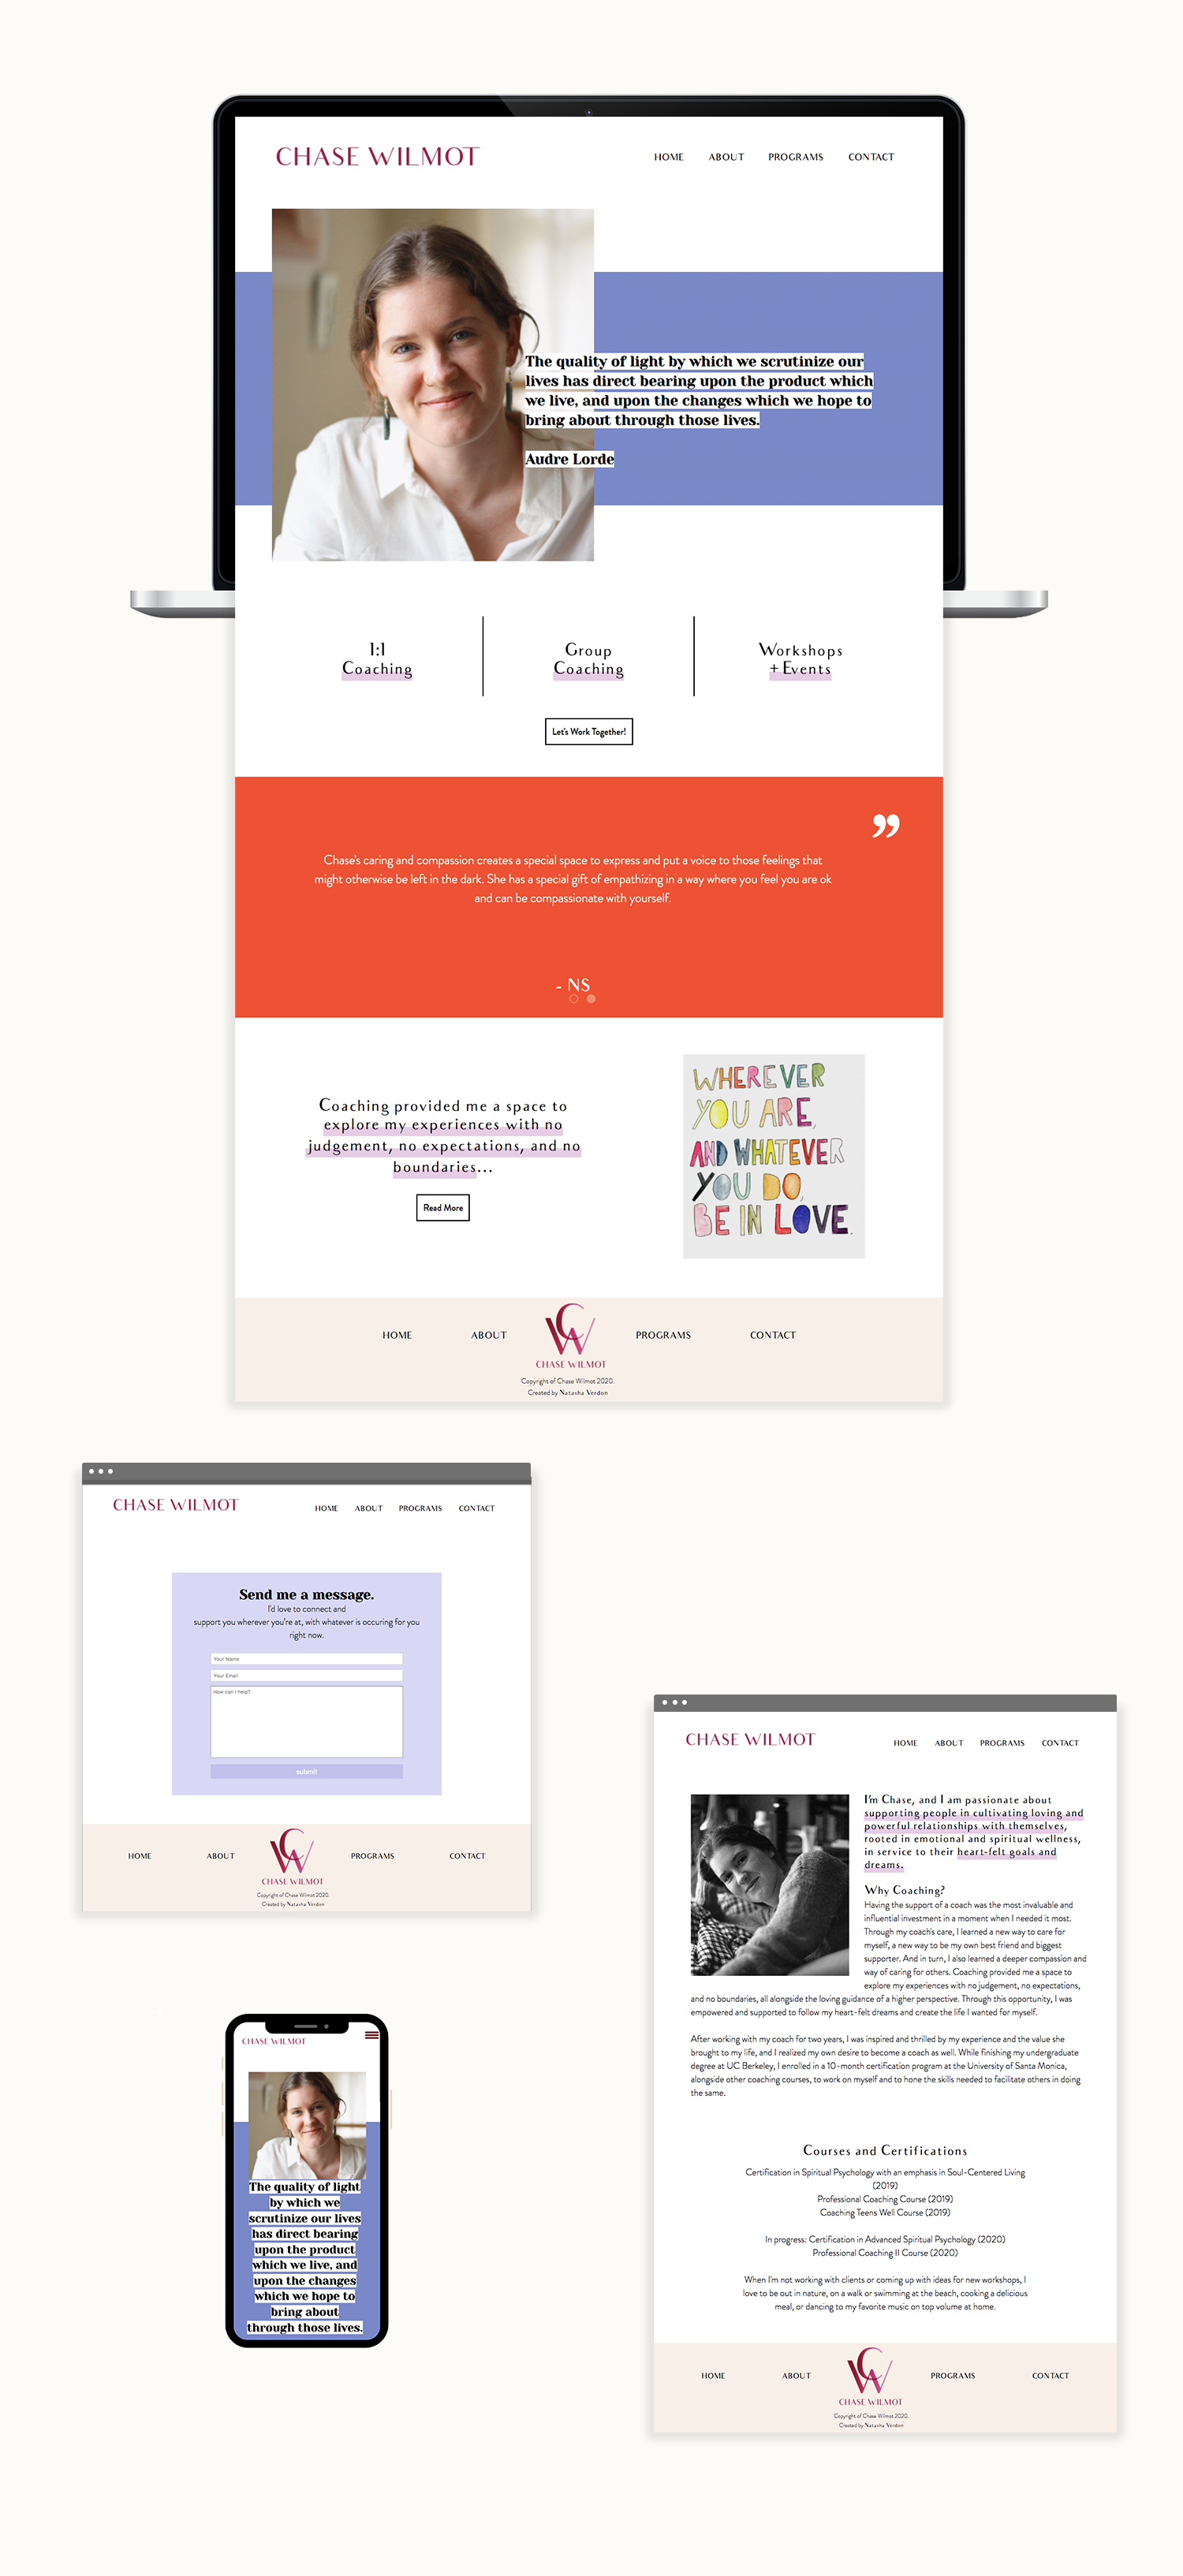 CHASE WILMOT
HOME ABOUT PROGRAMS CONTACT
The quality of light by which we scrutinize our
lives has direct bearing upon the product which
we live, and upon the changes which we hope to
bring about through those lives.
Audre Lorde
1:1
Coaching
Group
Coaching
Workshops
+ Events
Let's Work Together!
”
Chase's caring and compassion creates a special space to express and put a voice to those feelings that
might otherwise be left in the dark. She has a special gift of empathizing in a way where you feel you are ok
and can be compassionate with yourself.
- NS
Coaching provided me a space to
explore my experiences with no
judgement, no expectations, and no
boundaries...
Read More
WHEREVER
YOU ARE,
AND WHATEVER
YOU DO,
BE IN LOVE.
HOME ABOUT PROGRAMS CONTACT
CW
CHASE WILMOT
Copyright of Chase Wilmot 2020.
Created by Natasha Verdon
CHASE WILMOT
HOME ABOUT PROGRAMS CONTACT
Send me a message.
I'd love to connect and
support you wherever you're at, with whatever is occuring for you
right now.
Your Name
Your Email
How can I help?
submit
HOME ABOUT PROGRAMS CONTACT
CW
CHASE WILMOT
Copyright of Chase Wilmot 2020.
Created by Natasha Verdon
CHASE WILMOT
The quality of light
by which we
scrutinize our lives
has direct bearing
upon the product
which we live, and
upon the changes
which we hope to
bring about
through those lives.
CHASE WILMOT
HOME ABOUT PROGRAMS CONTACT
I'm Chase, and I am passionate about
supporting people in cultivating loving and
powerful relationships with themselves,
rooted in emotional and spiritual wellness,
in service to their heart-felt goals and
dreams.
Why Coaching?
Having the support of a coach was the most invaluable and
influential investment in a moment when I needed it most.
Through my coach's care, I learned a new way to care for
myself, a new way to be my own best friend and biggest
supporter. And in turn, I also learned a deeper compassion and
way of caring for others. Coaching provided me a space to
explore my experiences with no judgement, no expectations,
and no boundaries, all alongside the loving guidance of a higher perspective. Through this opportunity, I was
empowered and supported to follow my heart-felt dreams and create the life I wanted for myself.
After working with my coach for two years, I was inspired and thrilled by my experience and the value she
brought to my life, and I realized my own desire to become a coach as well. While finishing my undergraduate
degree at UC Berkeley, I enrolled in a 10-month certification program at the University of Santa Monica,
alongside other coaching courses, to work on myself and to hone the skills needed to facilitate others in doing
the same.
Courses and Certifications
Certification in Spiritual Psychology with an emphasis in Soul-Centered Living
(2019)
Professional Coaching Course (2019)
Coaching Teens Well Course (2019)
In progress: Certification in Advanced Spiritual Psychology (2020)
Professional Coaching II Course (2020)
When I'm not working with clients or coming up with ideas for new workshops, I
love to be out in nature, on a walk or swimming at the beach, cooking a delicious
meal, or dancing to my favorite music on top volume at home.
HOME ABOUT PROGRAMS CONTACT
CW
CHASE WILMOT
Copyright of Chase Wilmot 2020.
Created by Natasha Verdon